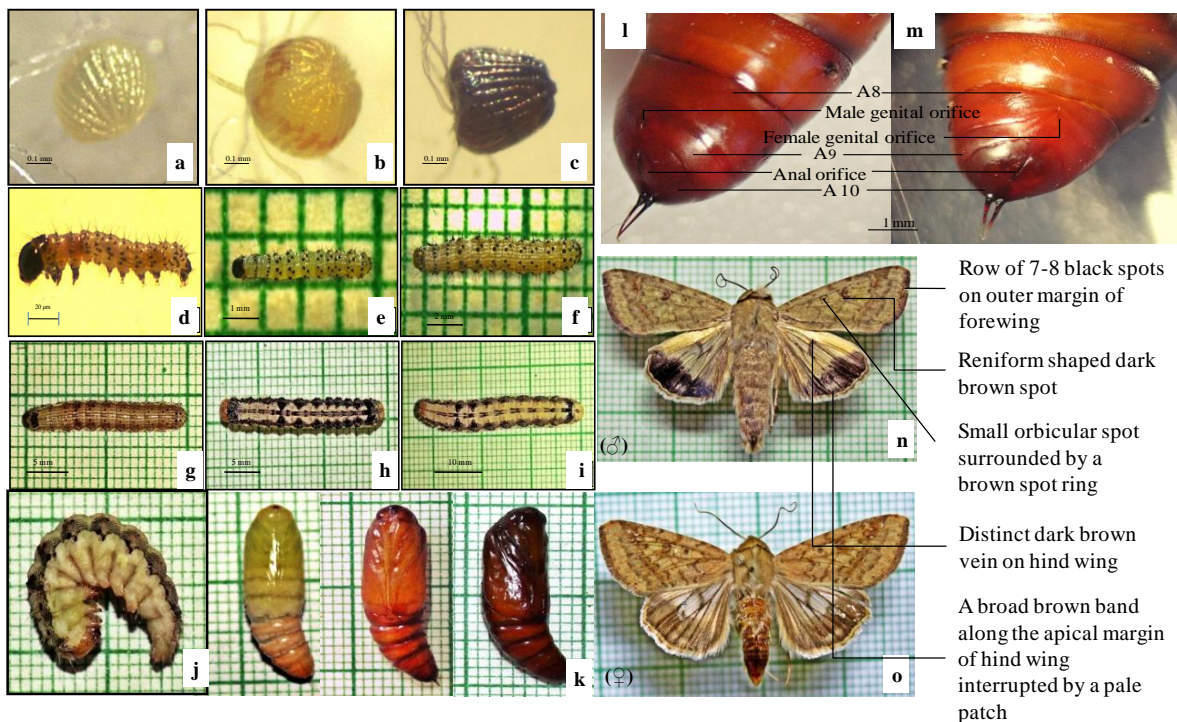 a
0.1 mm
b
0.1 mm
c
0.1 mm
d
20 µm
e
1 mm
f
2 mm
g
5 mm
h
5 mm
i
10 mm
j
k
l
m
A8
Male genital orifice
Female genital orifice
A9
Anal orifice
A 10
1 mm
n
(♂)
o
(♀)
Row of 7-8 black spots
on outer margin of
forewing
Reniform shaped dark
brown spot
Small orbicular spot
surrounded by a
brown spot ring
Distinct dark brown
vein on hind wing
A broad brown band
along the apical margin
of hind wing
interrupted by a pale
patch